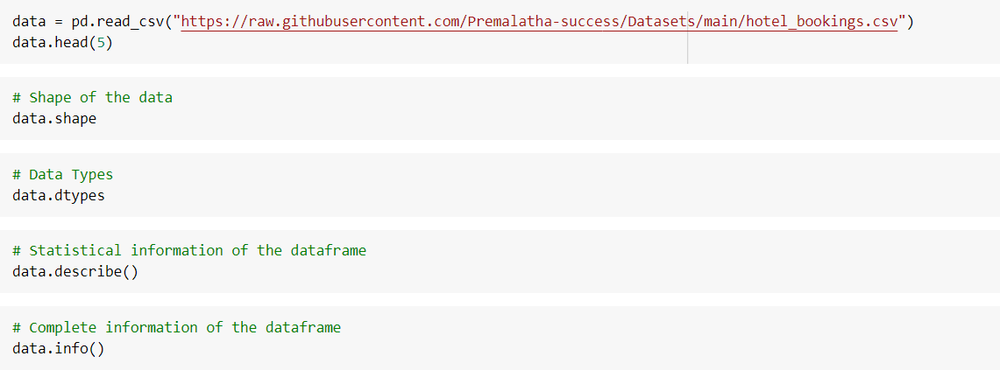 data = pd.read_csv("https://raw.githubusercontent.com/Premalatha-success/Datasets/main/hotel_bookings.csv")
data.head(5)
# Shape of the data
data.shape
# Data Types
data.dtypes
# Statistical information of the dataframe
data.describe()
# Complete information of the dataframe
data.info()